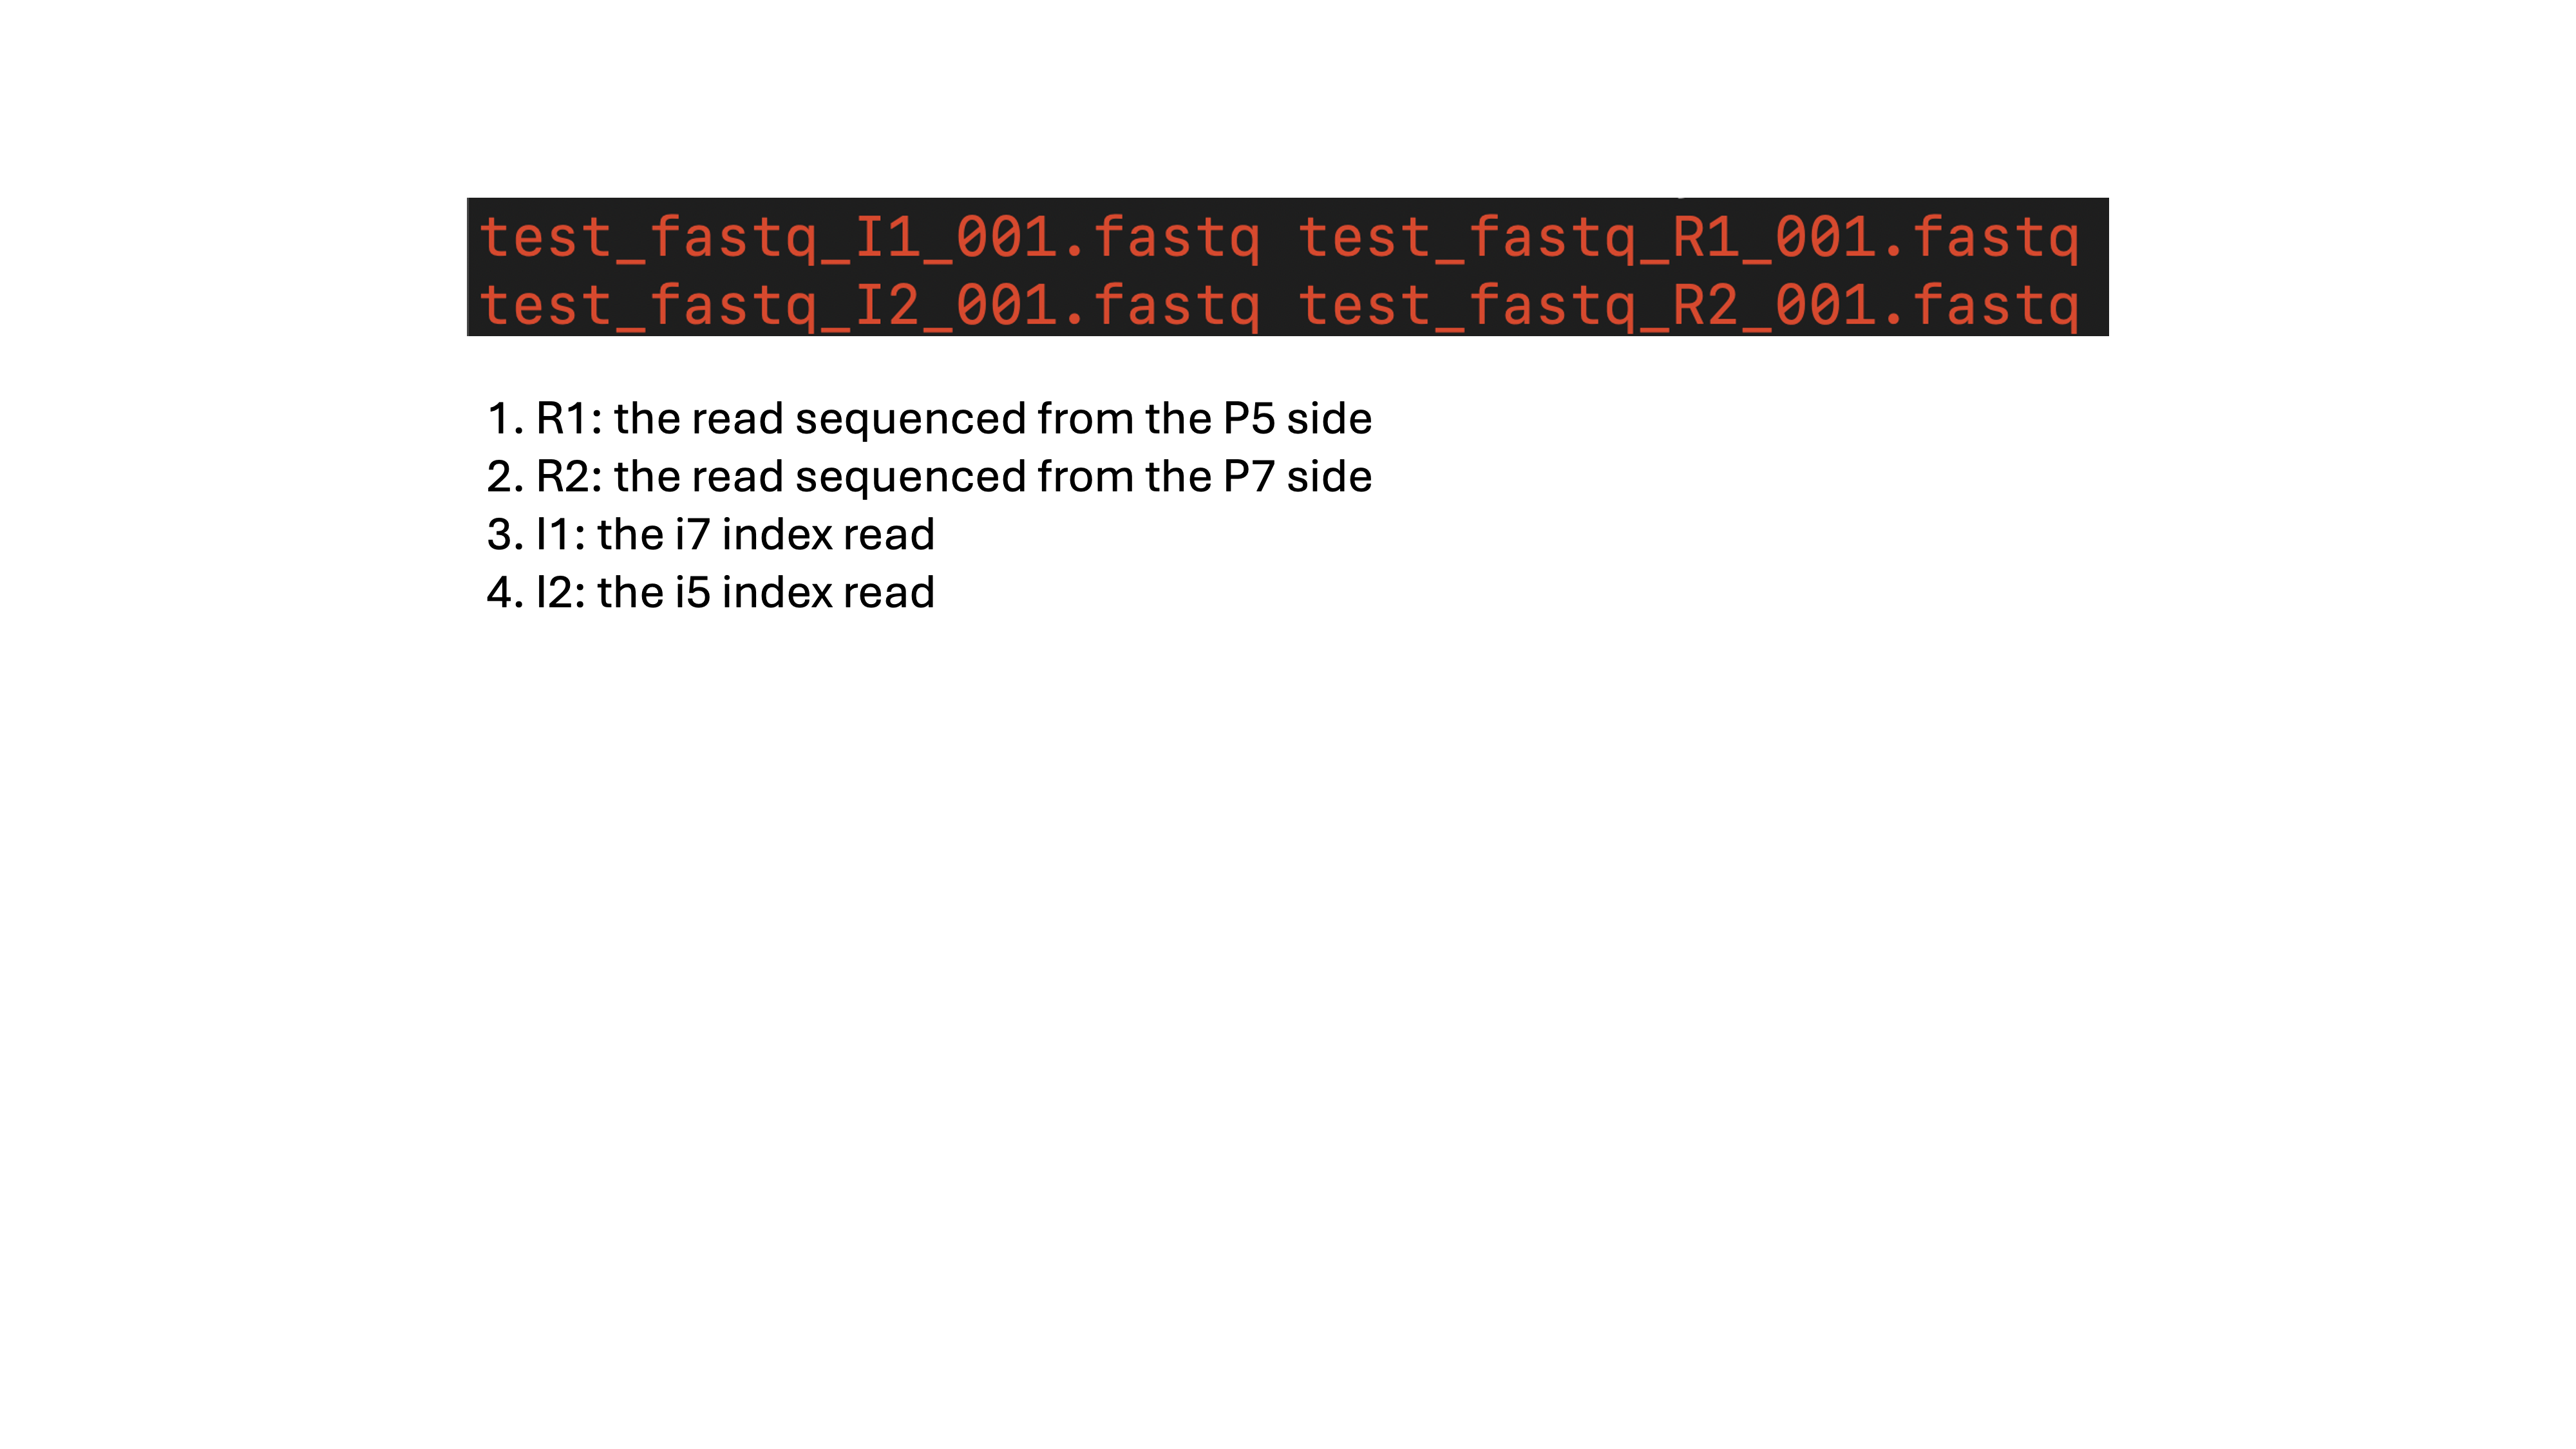 test_fastq_I1_001.fastq test_fastq_R1_001.fastq
test_fastq_I2_001.fastq test_fastq_R2_001.fastq
1. R1: the read sequenced from the P5 side
2. R2: the read sequenced from the P7 side
3. I1: the i7 index read
4. I2: the i5 index read